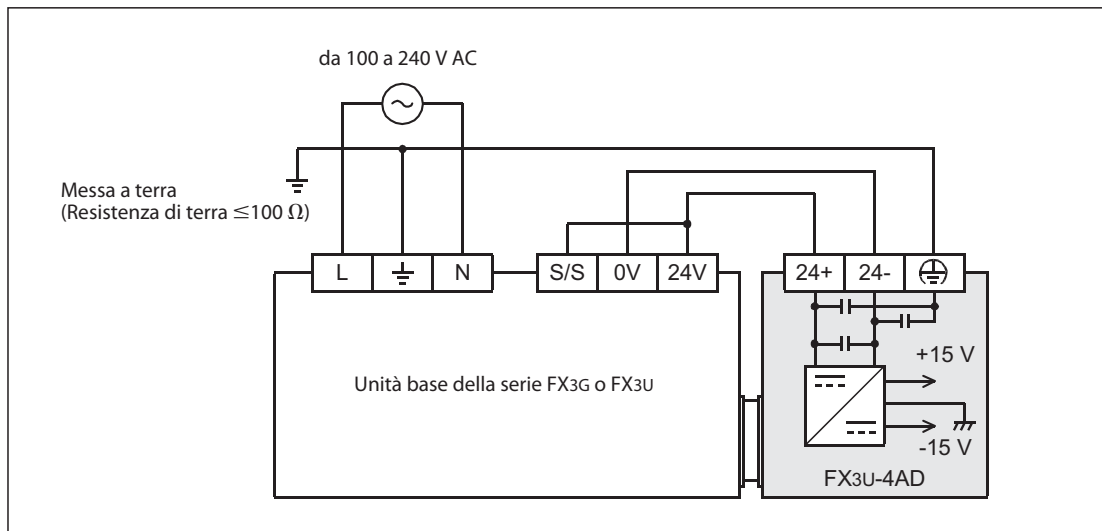 da 100 a 240 V AC
Messa a terra
(Resistenza di terra ≤100 Ω)
L N S/S 0V 24V 24+ 24-
+15 V
Unità base della serie FX3G o FX3U
-15 V
FX3U-4AD